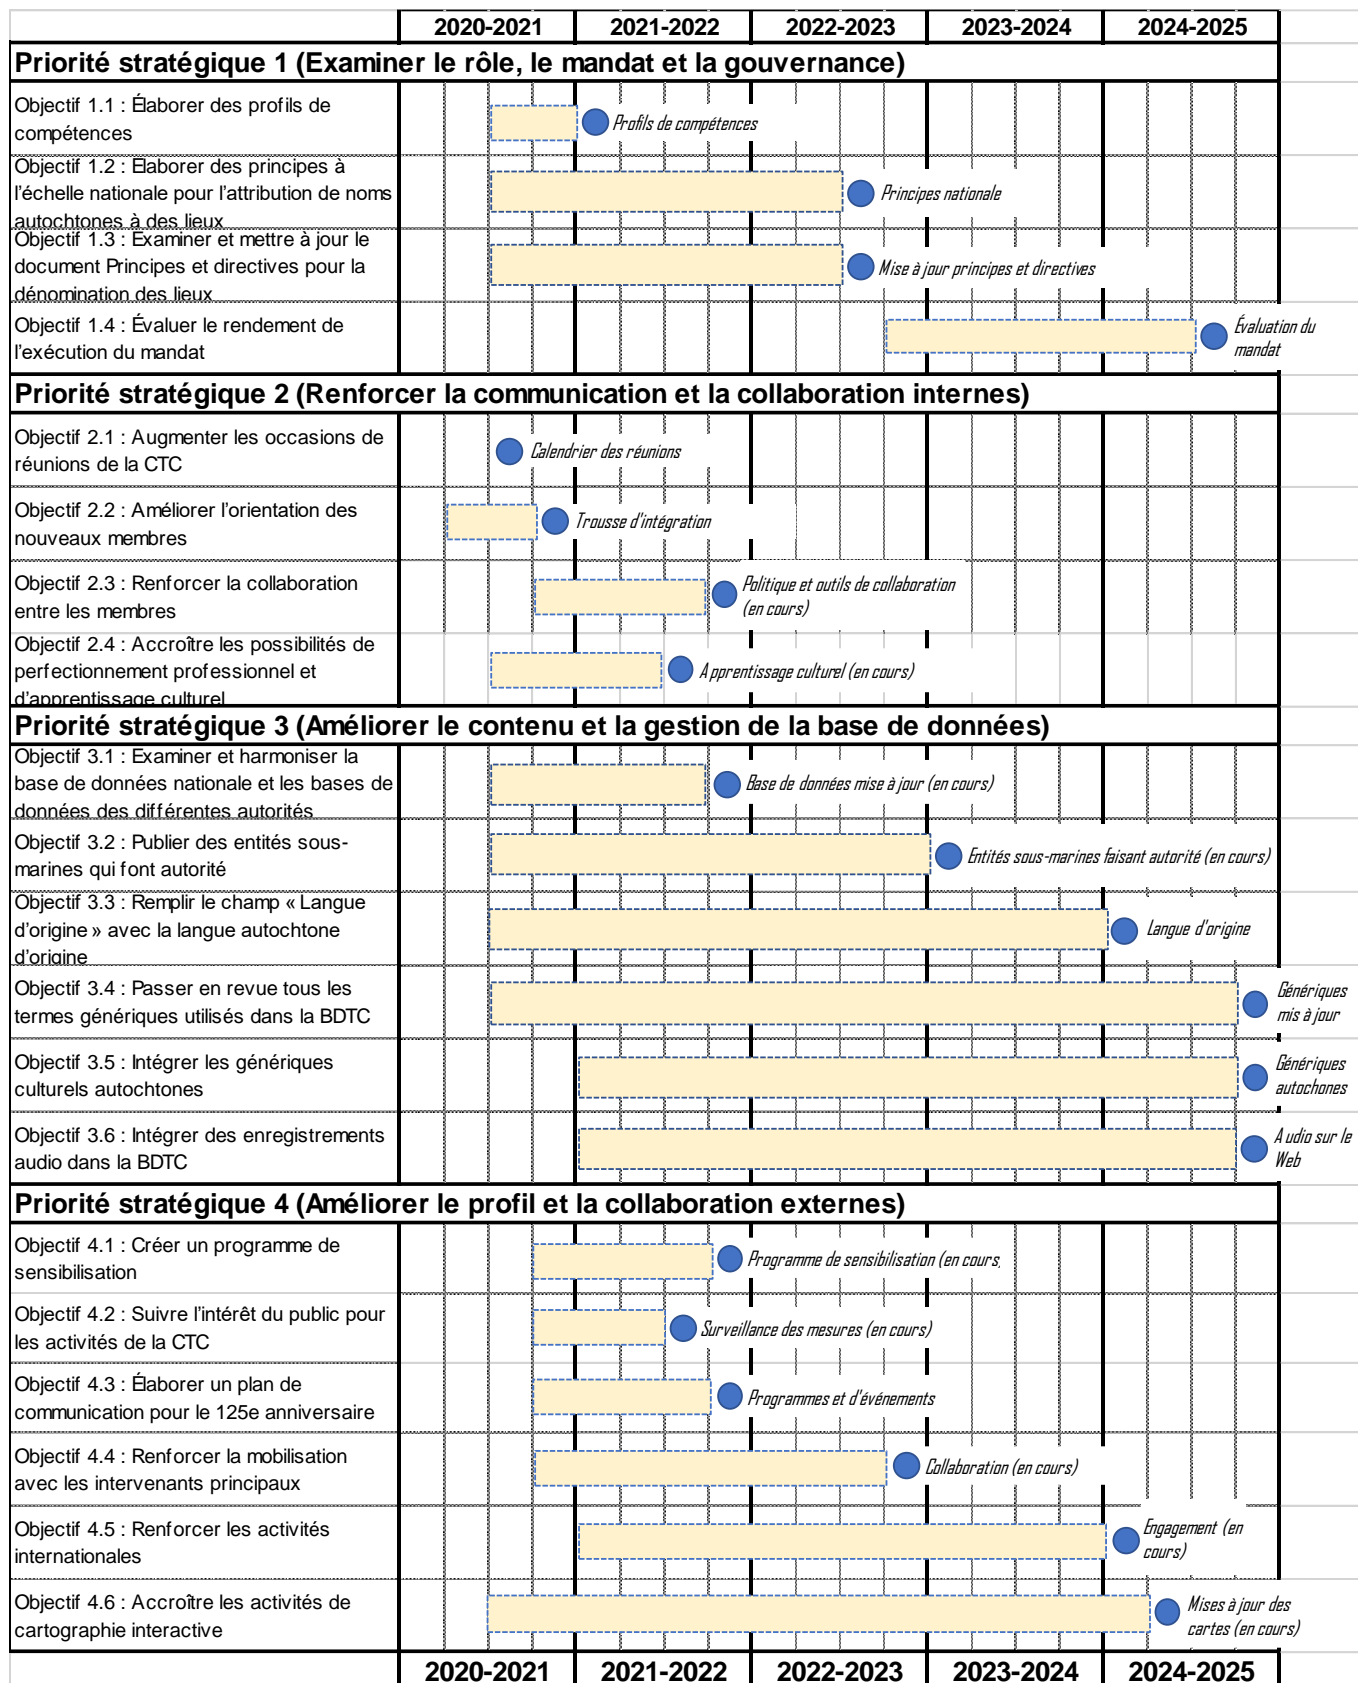 2020-2021 2021-2022 2022-2023 2023-2024 2024-2025
Priorité stratégique 1 (Examiner le rôle, le mandat et la gouvernance)
Objectif 1.1 : Élaborer des profils de
compétences
Profils de compétences
Objectif 1.2 : Élaborer des principes à
l'échelle nationale pour l'attribution de noms
autochtones à des lieux
Principes nationale
Objectif 1.3 : Examiner et mettre à jour le
document Principes et directives pour la
dénomination des lieux
Mise à jour principes et directives
Objectif 1.4 : Évaluer le rendement de
l'exécution du mandat
Évaluation du
mandat
Priorité stratégique 2 (Renforcer la communication et la collaboration internes)
Objectif 2.1 : Augmenter les occasions de
réunions de la CTC
Calendrier des réunions
Objectif 2.2 : Améliorer l'orientation des
nouveaux membres
Trousse d'intégration
Objectif 2.3 : Renforcer la collaboration
entre les membres
Politique et outils de collaboration
(en cours)
Objectif 2.4 : Accroître les possibilités de
perfectionnement professionnel et
d'apprentissage culturel
Apprentissage culturel (en cours)
Priorité stratégique 3 (Améliorer le contenu et la gestion de la base de données)
Objectif 3.1 : Examiner et harmoniser la
base de données nationale et les bases de
données des différentes autorités
Base de données mise à jour (en cours)
Objectif 3.2 : Publier des entités sous-
marines qui font autorité
Entités sous-marines faisant autorité (en cours)
Objectif 3.3 : Remplir le champ « Langue
d'origine » avec la langue autochtone
d'origine
Langue d'origine
Objectif 3.4 : Passer en revue tous les
termes génériques utilisés dans la BDTC
Génériques
mis à jour
Objectif 3.5 : Intégrer les génériques
culturels autochtones
Génériques
autochones
Objectif 3.6 : Intégrer des enregistrements
audio dans la BDTC
Audio sur le
Web
Priorité stratégique 4 (Améliorer le profil et la collaboration externes)
Objectif 4.1 : Créer un programme de
sensibilisation
Programme de sensibilisation (en cours
Objectif 4.2 : Suivre l'intérêt du public pour
les activités de la CTC
Surveillance des mesures (en cours)
Objectif 4.3 : Élaborer un plan de
communication pour le 125e anniversaire
Programmes et d'événements
Objectif 4.4 : Renforcer la mobilisation
avec les intervenants principaux
Collaboration (en cours)
Objectif 4.5 : Renforcer les activités
internationales
Engagement (en
cours)
Objectif 4.6 : Accroître les activités de
cartographie interactive
Mises à jour des
cartes (en cours)
2020-2021 2021-2022 2022-2023 2023-2024 2024-2025